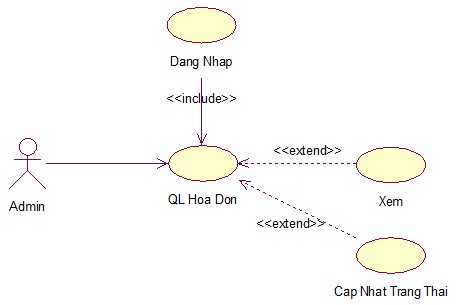 Dang Nhap
<<include>>
<<extend>>
Admin
QL Hoa Don
Xem
<<extend>>
Cap Nhat Trang Thai